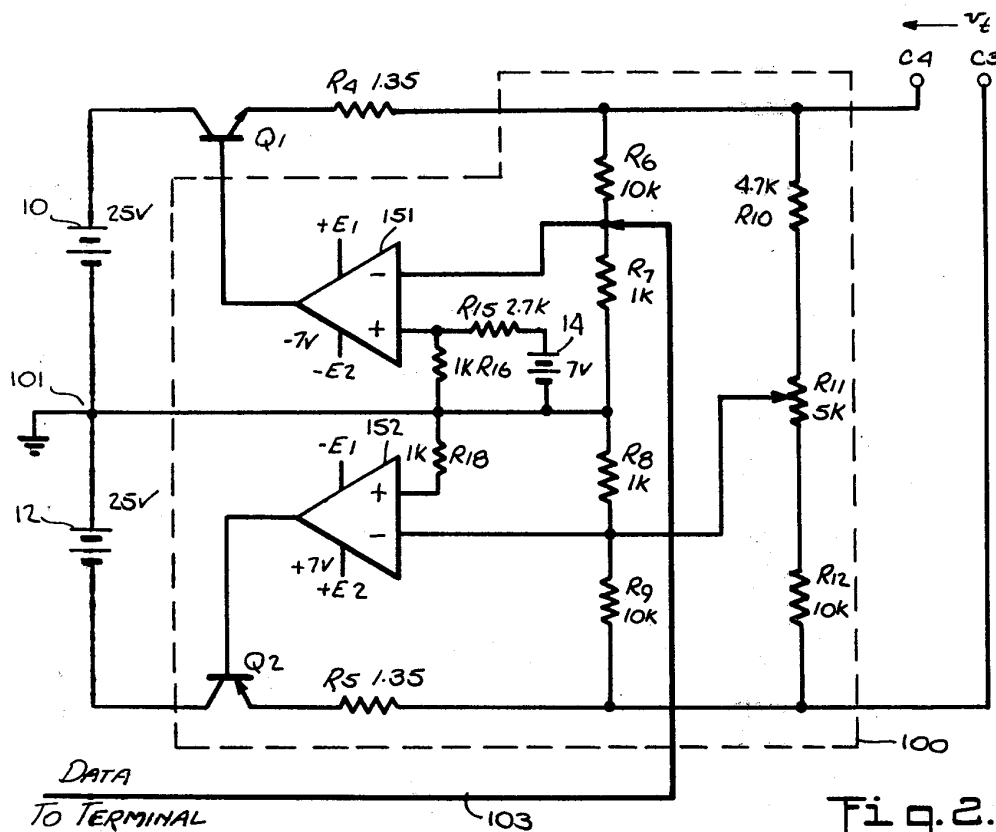 v_t
C4 C3
R4 1.35
Q1
R6
10K
4.7K
R10
10 25V
+E1 151
-
R7
1K
R15 2.7K
14
+
-7V
-E2
1K R16
7V
101
R11
5K
-E1 152
1K R18
R8
1K
+
25V
12
-
+7V
+E2
R9
10K
R12
10K
Q2
R5 1.35
100
DATA
TO TERMINAL
103
Fig. 2.